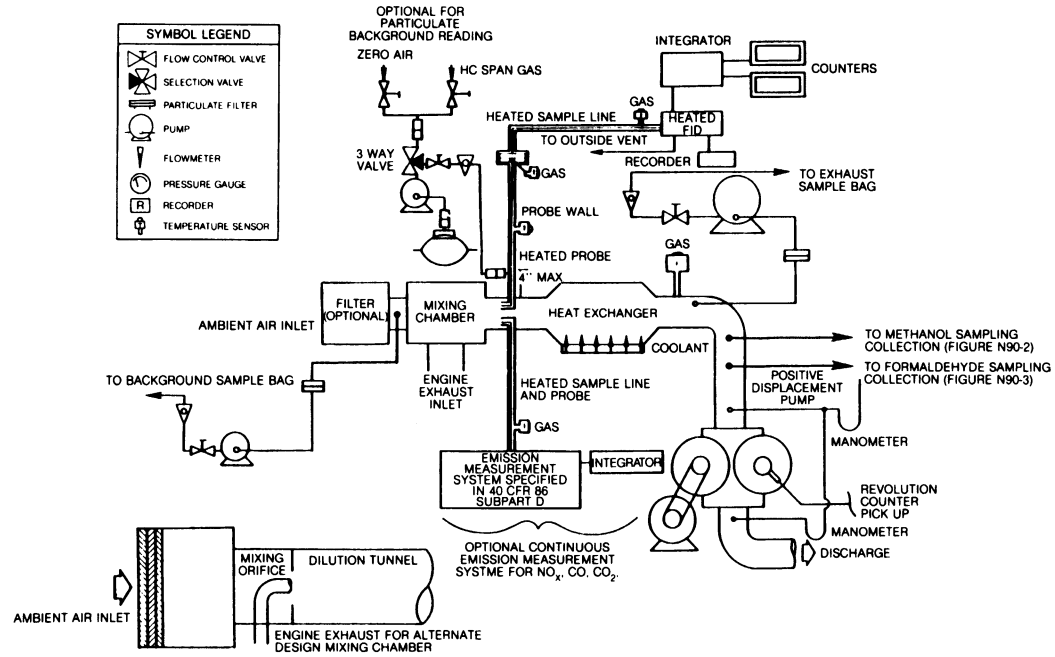 OPTIONAL FOR
PARTICULATE
BACKGROUND READING
ZERO AIR
HC SPAN GAS
SYMBOL LEGEND
FLOW CONTROL VALVE
SELECTION VALVE
PARTICULATE FILTER
PUMP
FLOWMETER
PRESSURE GAUGE
R
RECORDER
TEMPERATURE SENSOR
3 WAY
VALVE
INTEGRATOR
COUNTERS
GAS
HEATED SAMPLE LINE
HEATED
FID
TO OUTSIDE VENT
RECORDER
GAS
TO EXHAUST
SAMPLE BAG
PROBE WALL
HEATED PROBE
GAS
4" MAX
FILTER
(OPTIONAL)
MIXING
CHAMBER
AMBIENT AIR INLET
HEAT EXCHANGER
COOLANT
TO METHANOL SAMPLING
COLLECTION (FIGURE N90-2)
TO FORMALDEHYDE SAMPLING
COLLECTION (FIGURE N90-3)
POSITIVE
DISPLACEMENT
PUMP
MANOMETER
TO BACKGROUND SAMPLE BAG
ENGINE
EXHAUST
INLET
HEATED SAMPLE LINE
AND PROBE
GAS
EMISSION
MEASUREMENT
SYSTEM SPECIFIED
IN 40 CFR 86
SUBPART D
INTEGRATOR
REVOLUTION
COUNTER
PICK UP
MANOMETER
DISCHARGE
OPTIONAL CONTINUOUS
EMISSION MEASUREMENT
SYSTME FOR NOx, CO, CO2.
MIXING
ORIFICE
DILUTION TUNNEL
AMBIENT AIR INLET
ENGINE EXHAUST FOR ALTERNATE
DESIGN MIXING CHAMBER